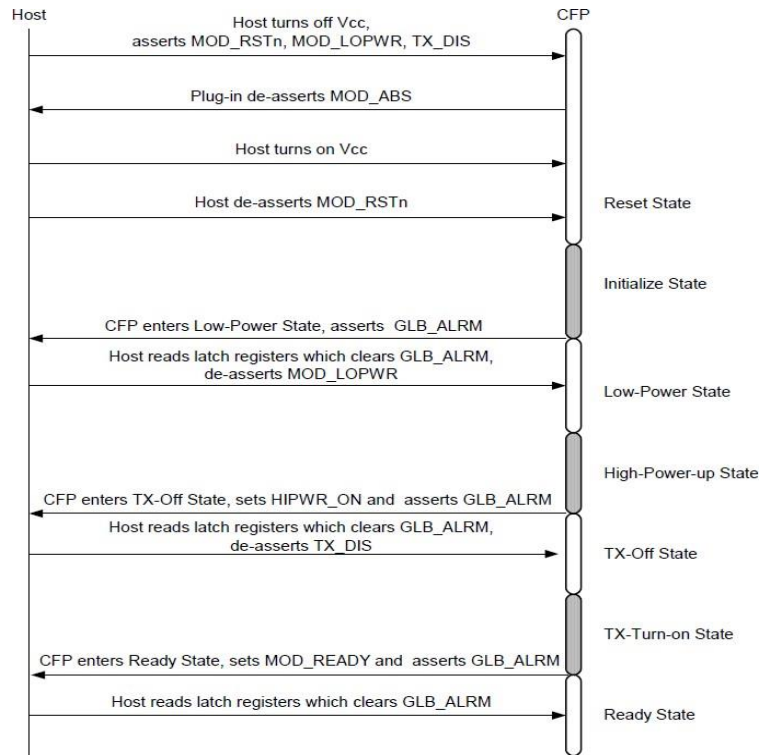 Host
CFP
Host turns off Vcc,
asserts MOD_RSTn, MOD_LOPWR, TX_DIS
Plug-in de-asserts MOD_ABS
Host turns on Vcc
Host de-asserts MOD_RSTn
Reset State
Initialize State
CFP enters Low-Power State, asserts GLB_ALRM
Host reads latch registers which clears GLB_ALRM,
de-asserts MOD_LOPWR
Low-Power State
High-Power-up State
CFP enters TX-Off State, sets HIPWR_ON and asserts GLB_ALRM
Host reads latch registers which clears GLB_ALRM,
de-asserts TX_DIS
TX-Off State
TX-Turn-on State
CFP enters Ready State, sets MOD_READY and asserts GLB_ALRM
Host reads latch registers which clears GLB_ALRM
Ready State